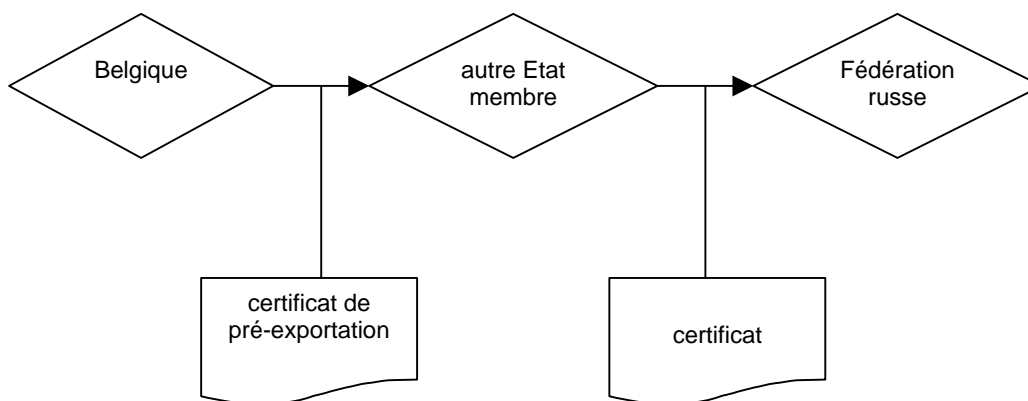 Belgique
autre Etat
membre
Fédération
russe
certificat de
pré-exportation
certificat